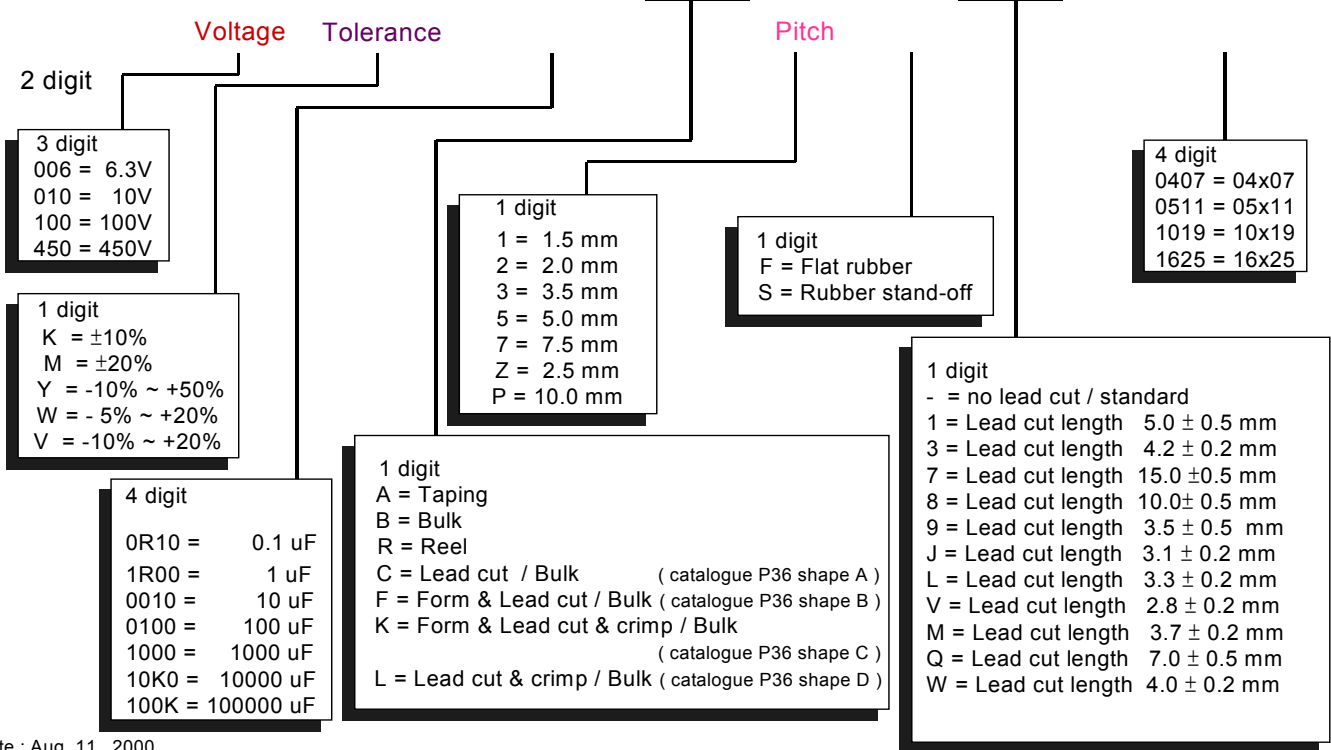 Voltage Tolerance Pitch
2 digit
3 digit
006 = 6.3V
010 = 10V
100 = 100V
450 = 450V
1 digit
K = ±10%
M = ±20%
Y = -10% ~ +50%
W = - 5% ~ +20%
V = -10% ~ +20%
4 digit
0R10 = 0.1 uF
1R00 = 1 uF
0010 = 10 uF
0100 = 100 uF
1000 = 1000 uF
10K0 = 10000 uF
100K = 100000 uF
1 digit
A = Taping
B = Bulk
R = Reel
C = Lead cut / Bulk ( catalogue P36 shape A )
F = Form & Lead cut / Bulk ( catalogue P36 shape B )
K = Form & Lead cut & crimp / Bulk
( catalogue P36 shape C )
L = Lead cut & crimp / Bulk ( catalogue P36 shape D )
1 digit
1 = 1.5 mm
2 = 2.0 mm
3 = 3.5 mm
5 = 5.0 mm
7 = 7.5 mm
Z = 2.5 mm
P = 10.0 mm
1 digit
F = Flat rubber
S = Rubber stand-off
1 digit
- = no lead cut / standard
1 = Lead cut length 5.0 ± 0.5 mm
3 = Lead cut length 4.2 ± 0.2 mm
7 = Lead cut length 15.0 ±0.5 mm
8 = Lead cut length 10.0± 0.5 mm
9 = Lead cut length 3.5 ± 0.5 mm
J = Lead cut length 3.1 ± 0.2 mm
L = Lead cut length 3.3 ± 0.2 mm
V = Lead cut length 2.8 ± 0.2 mm
M = Lead cut length 3.7 ± 0.2 mm
Q = Lead cut length 7.0 ± 0.5 mm
W = Lead cut length 4.0 ± 0.2 mm
4 digit
0407 = 04x07
0511 = 05x11
1019 = 10x19
1625 = 16x25
te : Aug. 11 , 2000